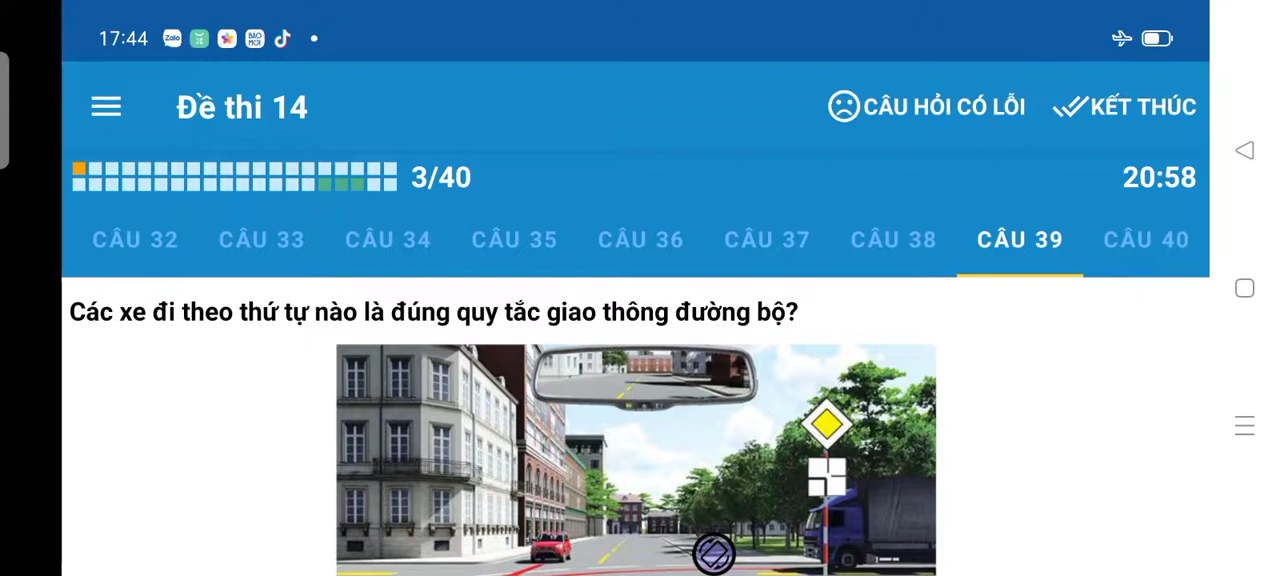 17:44 Zalo BÁO MỚI
Đề thi 14 CÂU HỎI CÓ LỖI KẾT THÚC
3/40 20:58
CÂU 32 CÂU 33 CÂU 34 CÂU 35 CÂU 36 CÂU 37 CÂU 38 CÂU 39 CÂU 40
Các xe đi theo thứ tự nào là đúng quy tắc giao thông đường bộ?